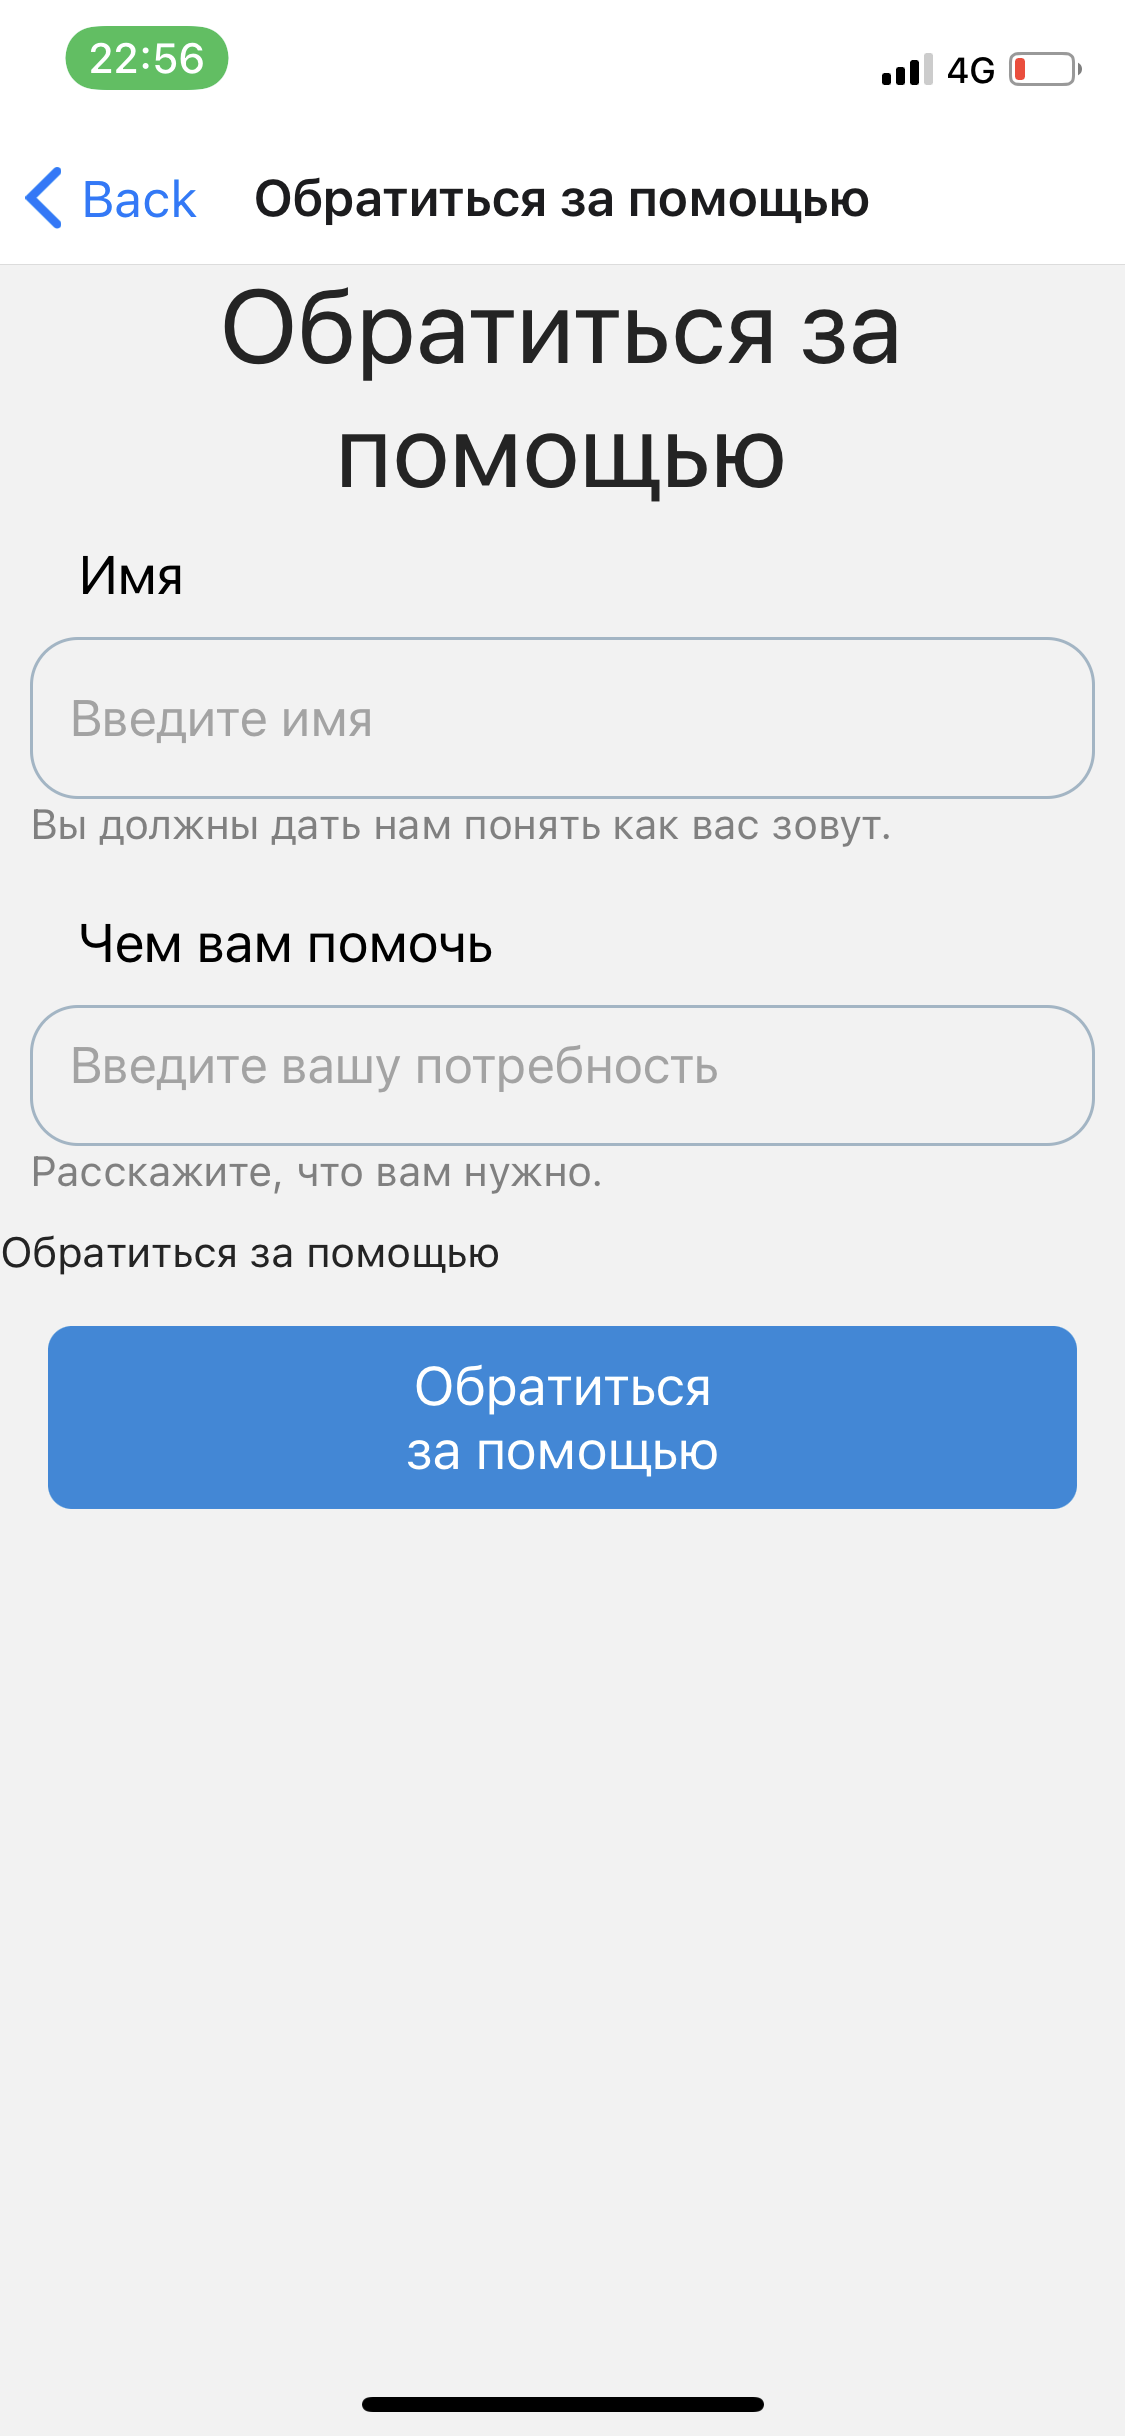 22:56
4G
Back
Обратиться за помощью
Обратиться за
помощью
Имя
Введите имя
Вы должны дать нам понять как вас зовут.
Чем вам помочь
Введите вашу потребность
Расскажите, что вам нужно.
Обратиться за помощью
Обратиться
за помощью